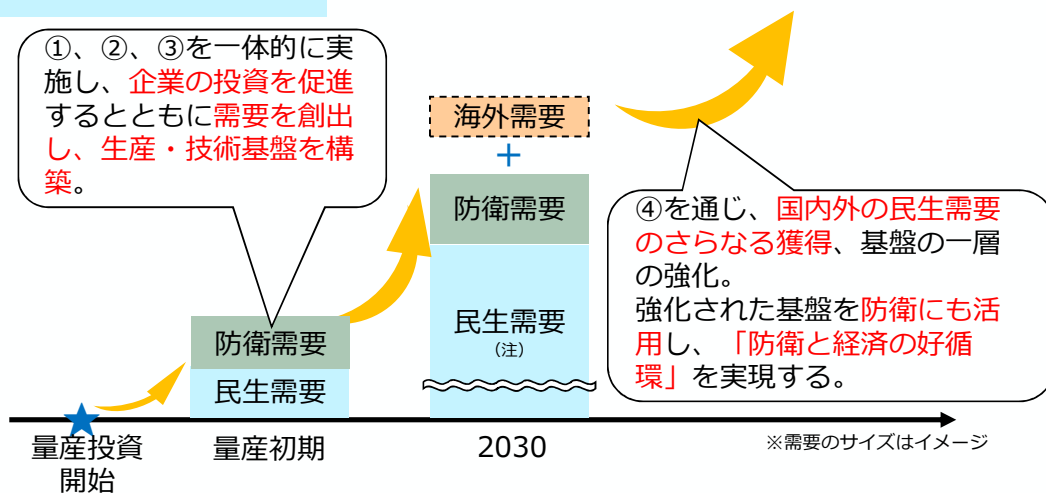 ①、②、③を一体的に実
施し、企業の投資を促進
するとともに需要を創出
し、生産・技術基盤を構
築。
海外需要
+
防衛需要
民生需要
(注)
防衛需要
民生需要
④を通じ、国内外の民生需要
のさらなる獲得、基盤の一層
の強化。
強化された基盤を防衛にも活
用し、「防衛と経済の好循
環」を実現する。
量産投資
開始
量産初期
2030
※需要のサイズはイメージ